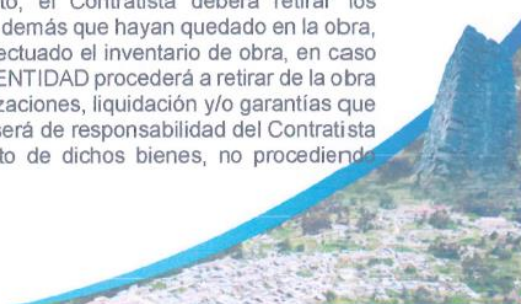 to, el Contratista deberá retirar los
demás que hayan quedado en la obra,
ectuado el inventario de obra, en caso
ENTIDAD procederá a retirar de la obra
zaciones, liquidación y/o garantías que
será de responsabilidad del Contratista
to de dichos bienes, no procediendo